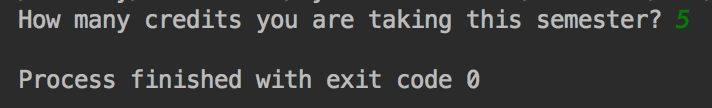 How many credits you are taking this semester? 5
Process finished with exit code 0